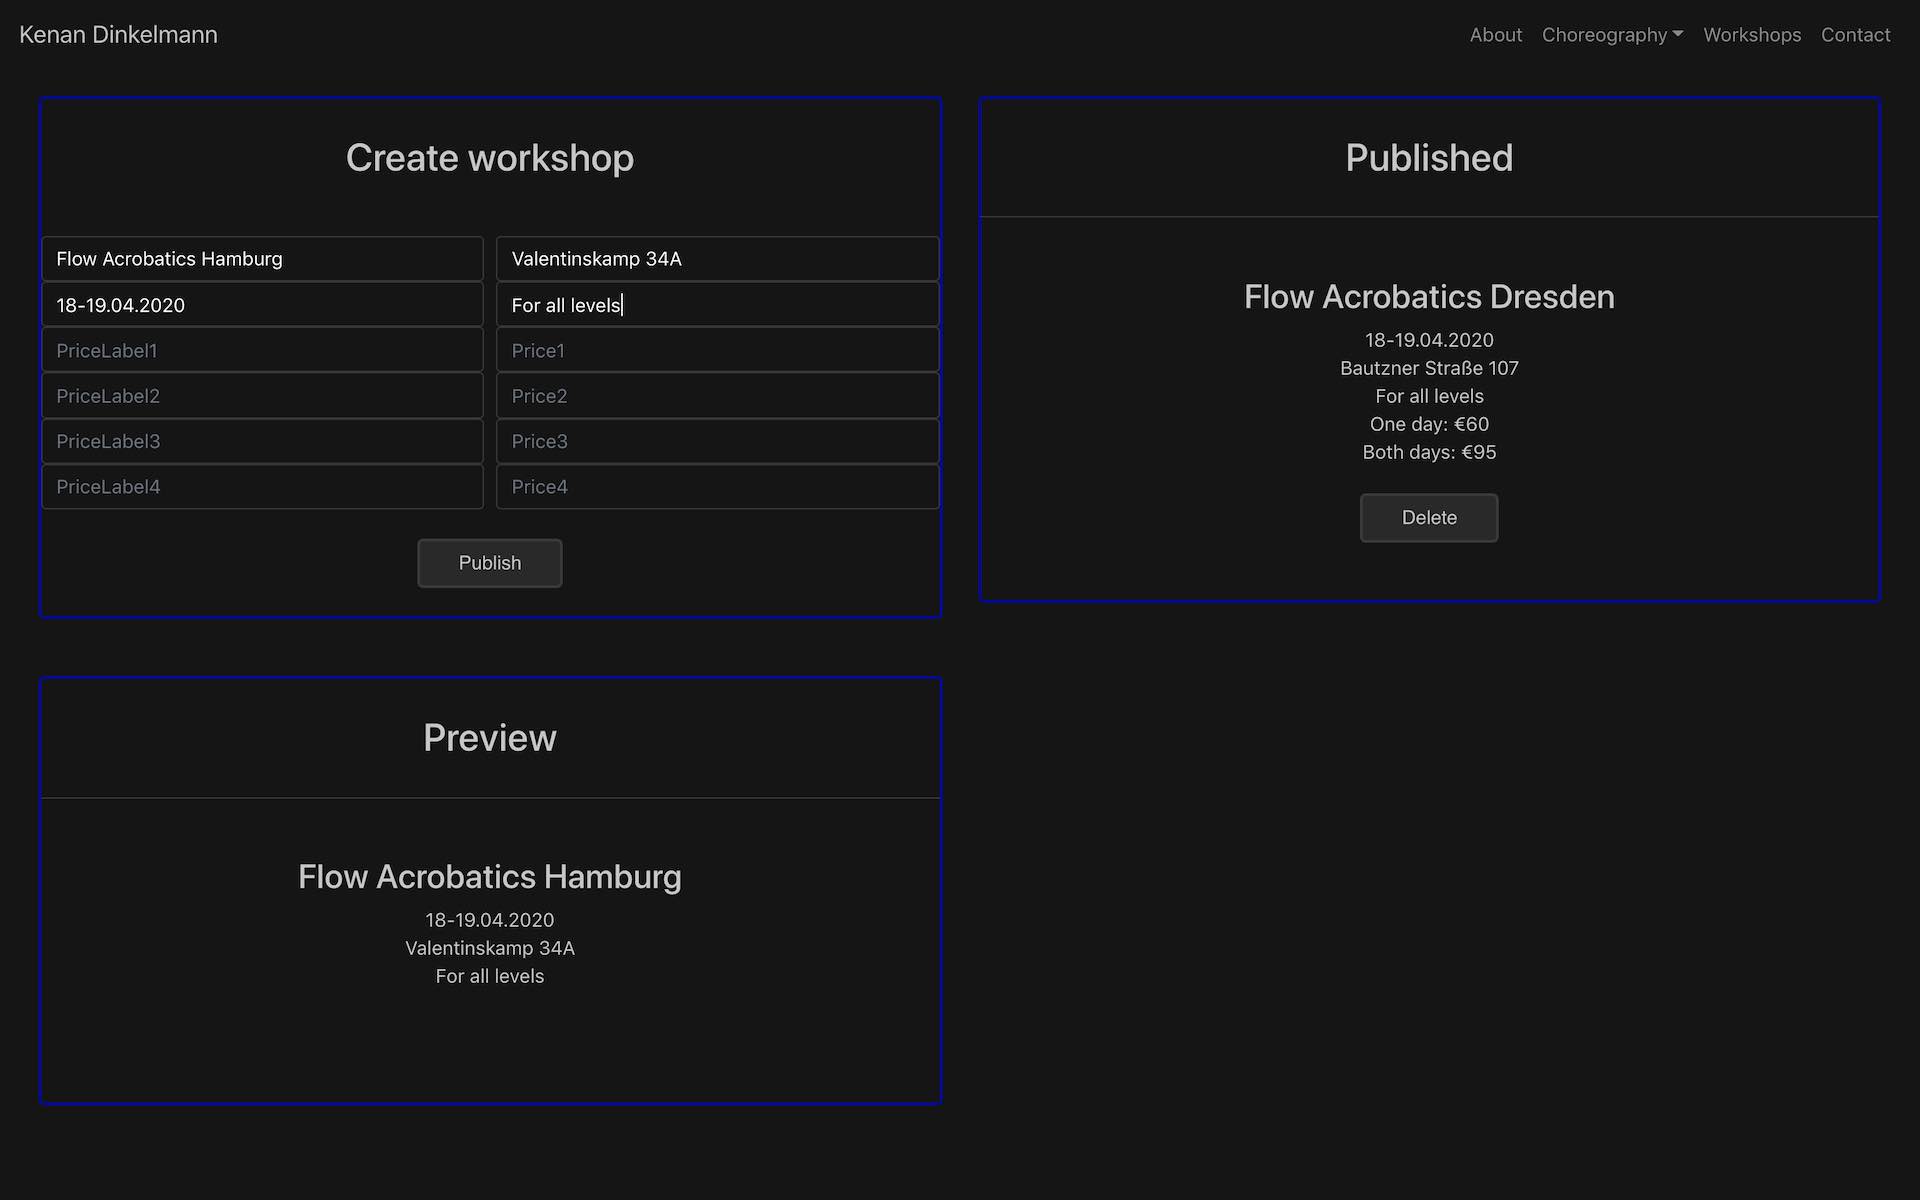 Kenan Dinkelmann
About Choreography Workshops Contact
Create workshop
Flow Acrobatics Hamburg Valentinskamp 34A
18-19.04.2020 For all levels
PriceLabel1 Price1
PriceLabel2 Price2
PriceLabel3 Price3
PriceLabel4 Price4
Publish
Published
Flow Acrobatics Dresden
18-19.04.2020
Bautzner Straße 107
For all levels
One day: €60
Both days: €95
Delete
Preview
Flow Acrobatics Hamburg
18-19.04.2020
Valentinskamp 34A
For all levels